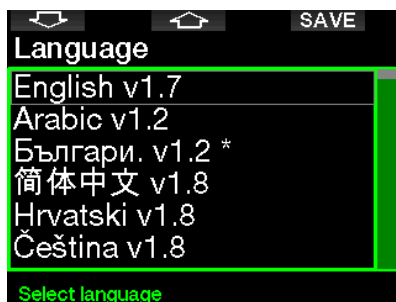 SAVE
Language
English v1.7
Arabic v1.2
Българи. v1.2 *
简体中文 v1.8
Hrvatski v1.8
Čeština v1.8
Select language